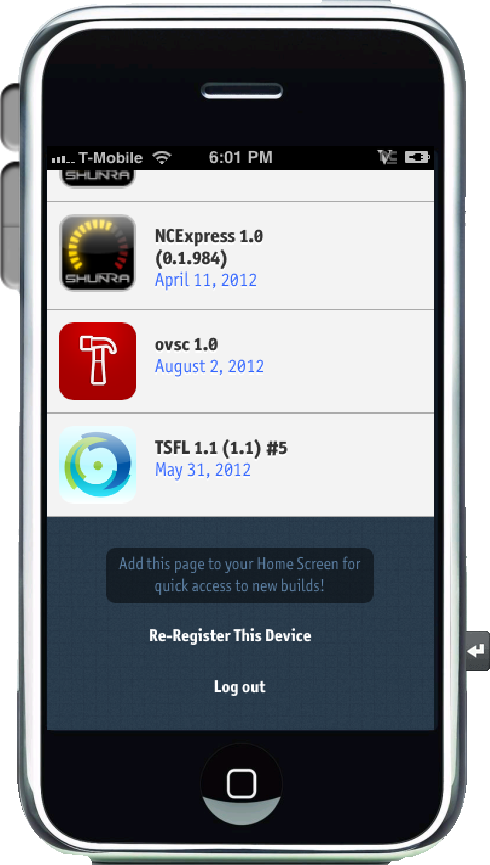 T-Mobile 6:01 PM
SHUNRA
NCExpress 1.0
(0.1.984)
April 11, 2012
SHUNRA
ovsc 1.0
August 2, 2012
TSFL 1.1 (1.1) #5
May 31, 2012
Add this page to your Home Screen for
quick access to new builds!
Re-Register This Device
Log out